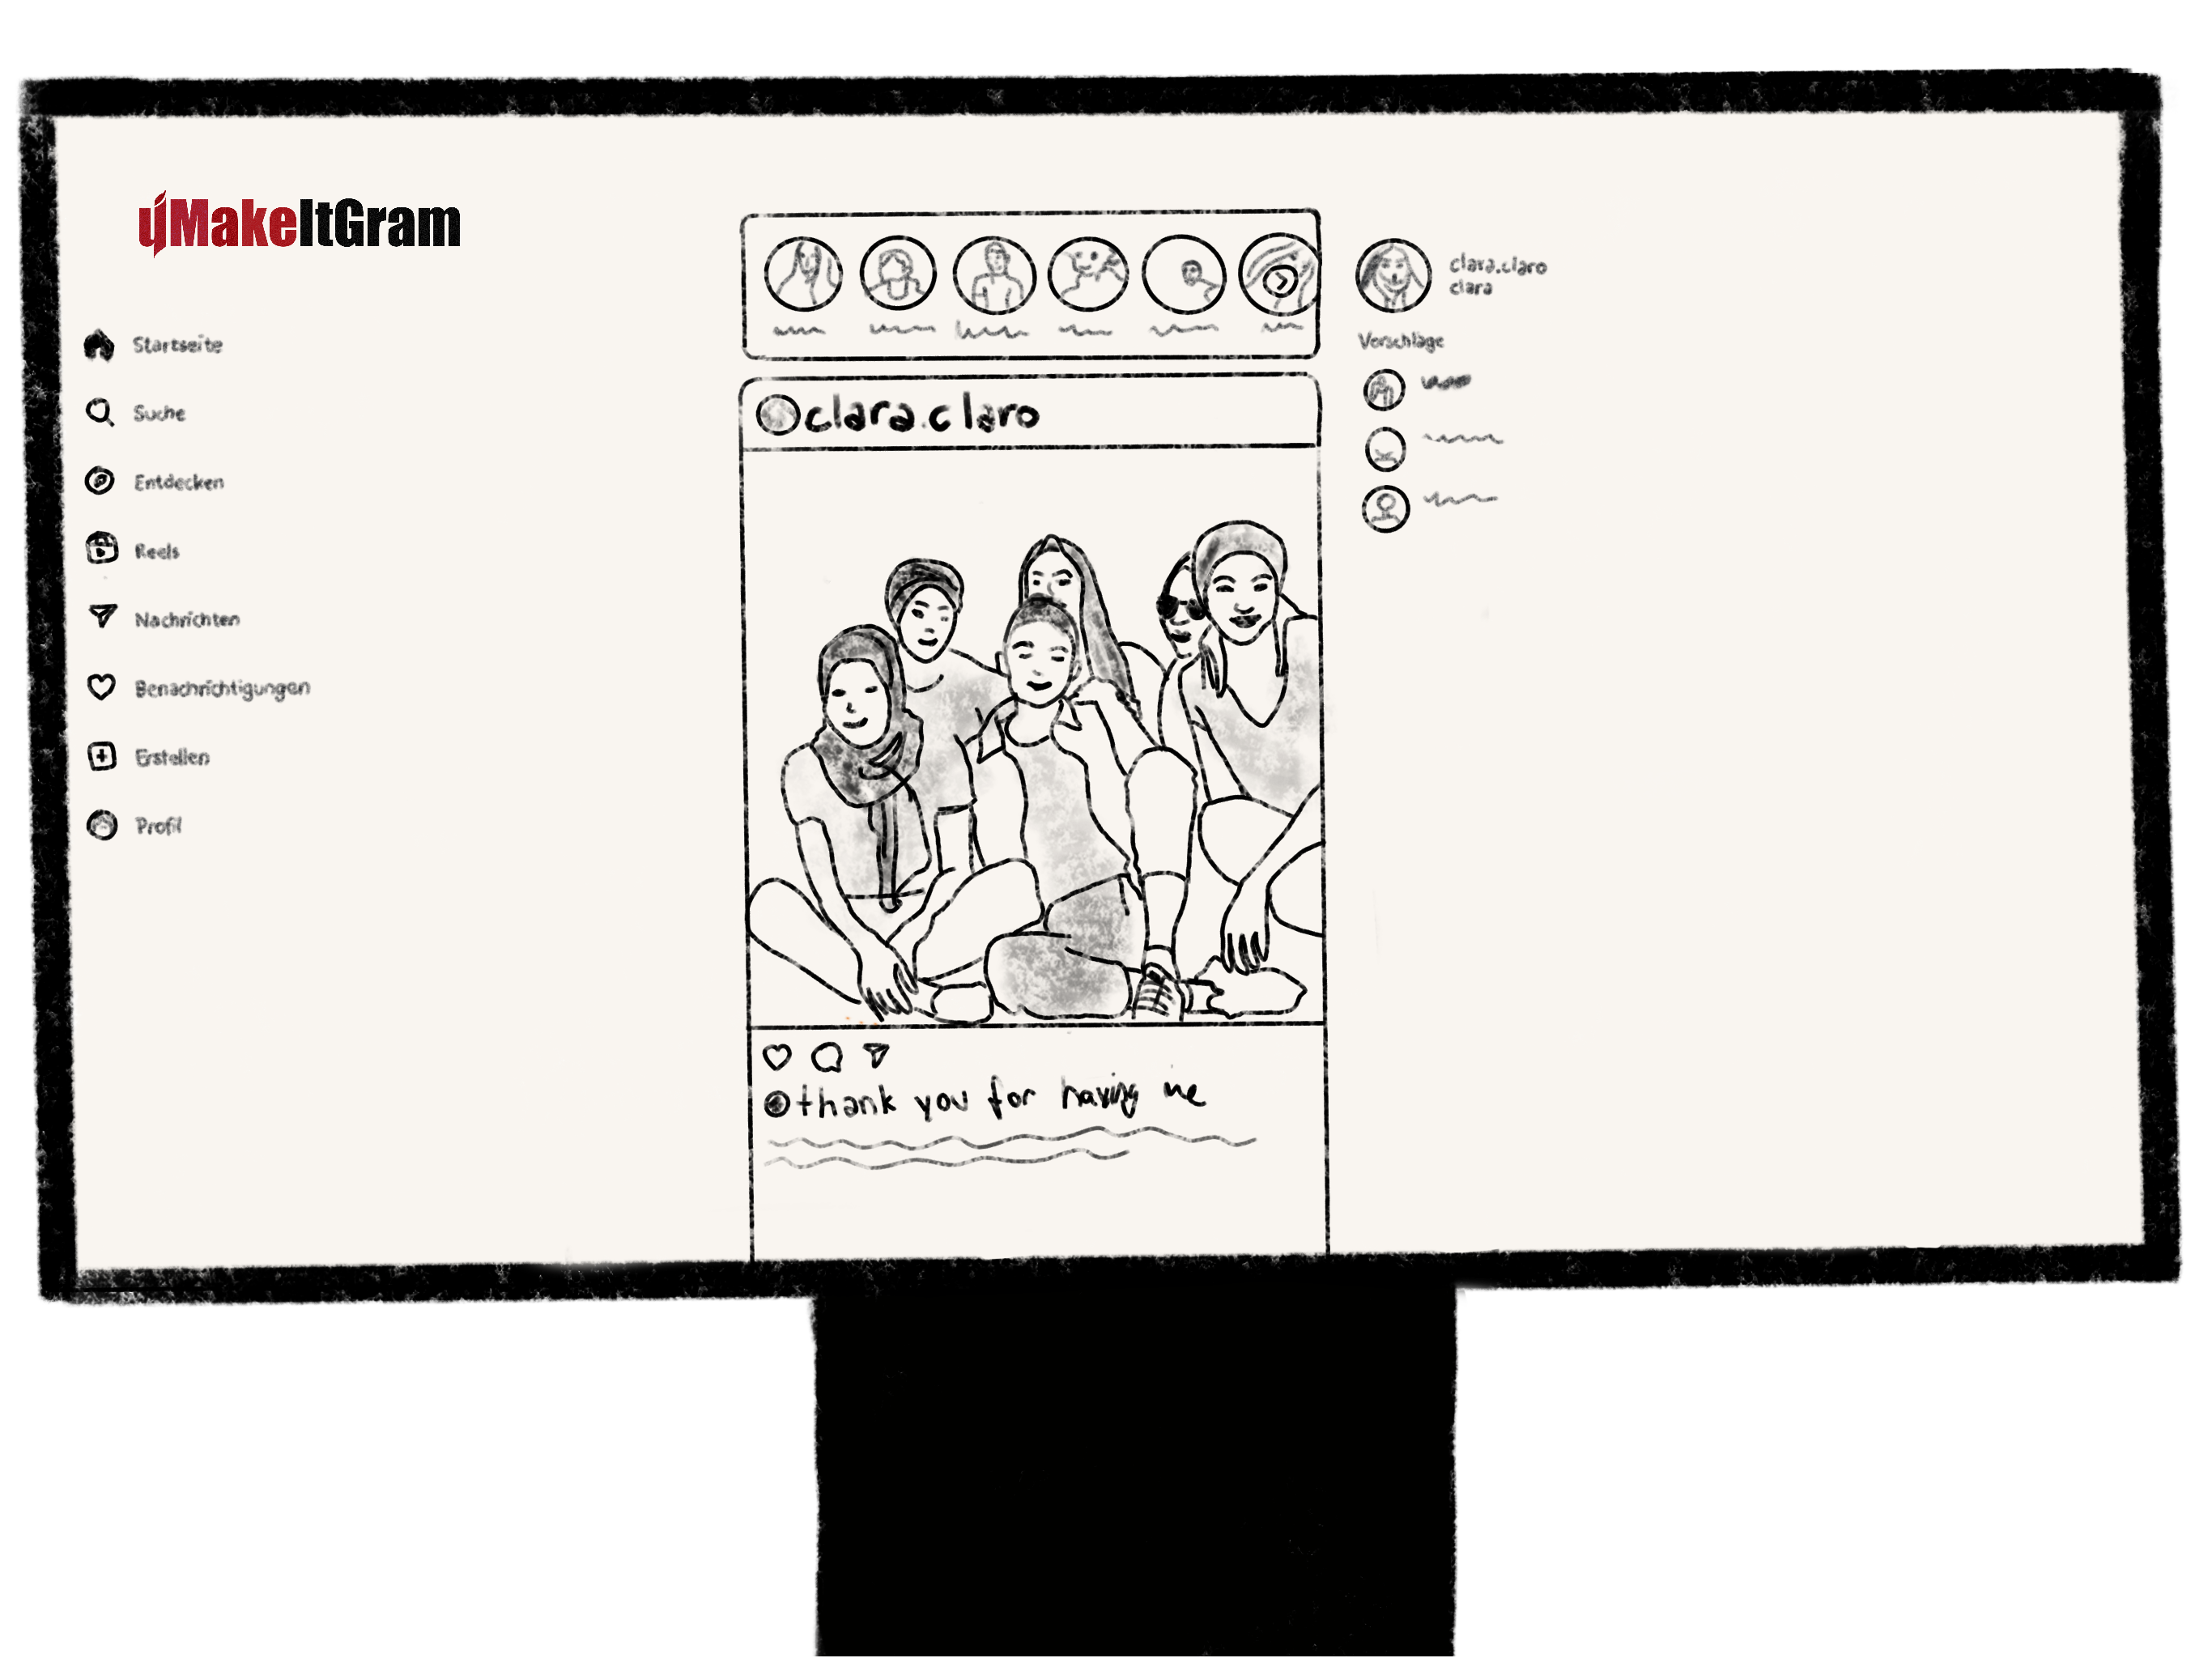 ujMakeItGram
Startseite
Suche
Entdecken
Reels
Nachrichten
Benachrichtigungen
Erstellen
Profil
clara.claro
thank you for having me
clara.claro
clara
Vorschläge